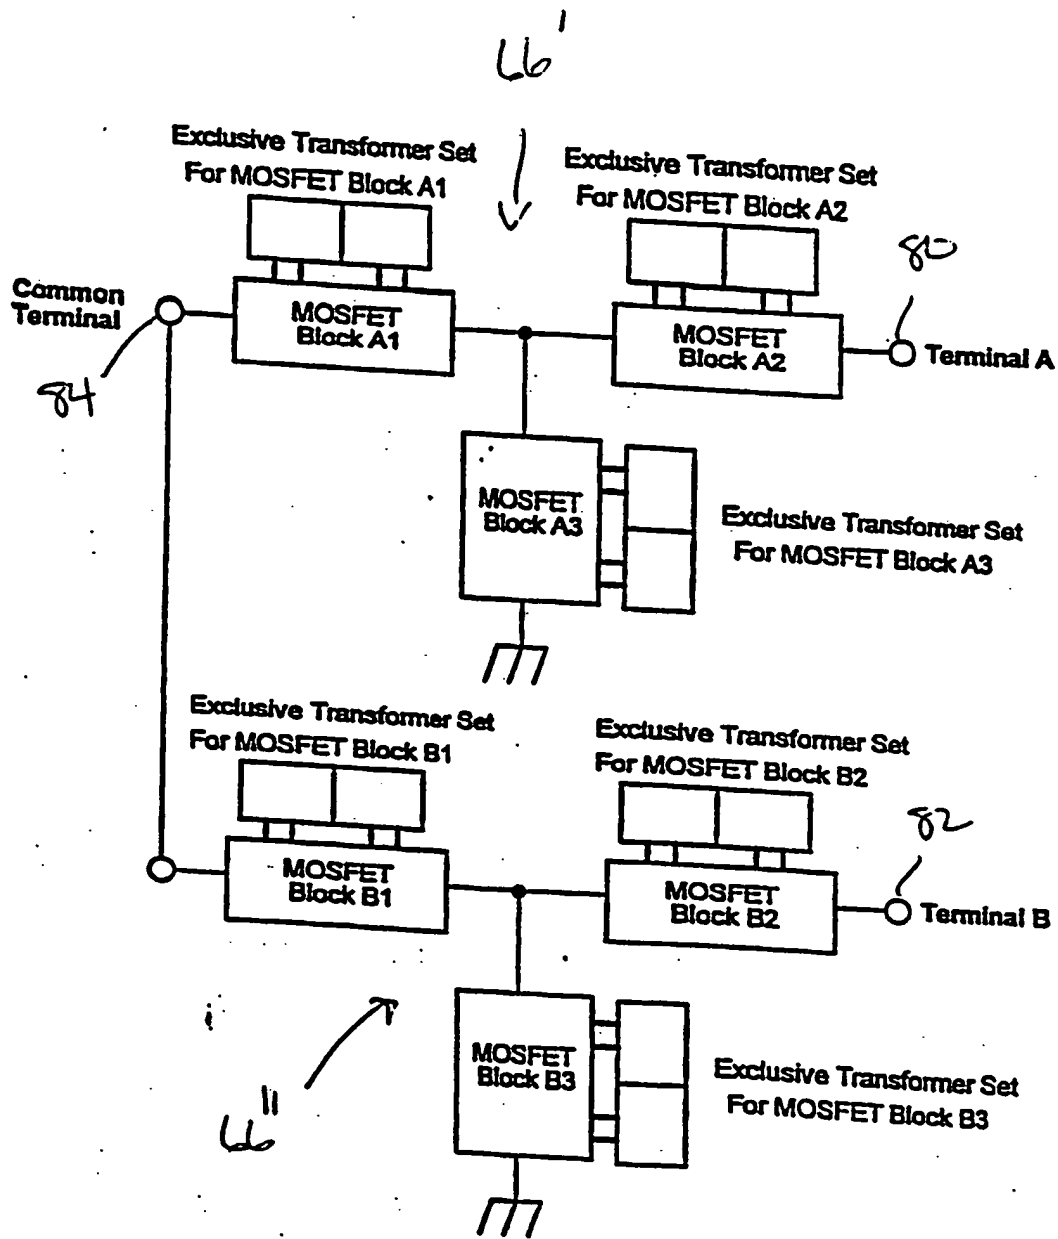 66'
Exclusive Transformer Set
For MOSFET Block A1
Exclusive Transformer Set
For MOSFET Block A2
80
Common
Terminal
MOSFET
Block A1
MOSFET
Block A2
Terminal A
84
MOSFET
Block A3
Exclusive Transformer Set
For MOSFET Block A3
Exclusive Transformer Set
For MOSFET Block B1
Exclusive Transformer Set
For MOSFET Block B2
82
MOSFET
Block B1
MOSFET
Block B2
Terminal B
MOSFET
Block B3
Exclusive Transformer Set
For MOSFET Block B3
66"